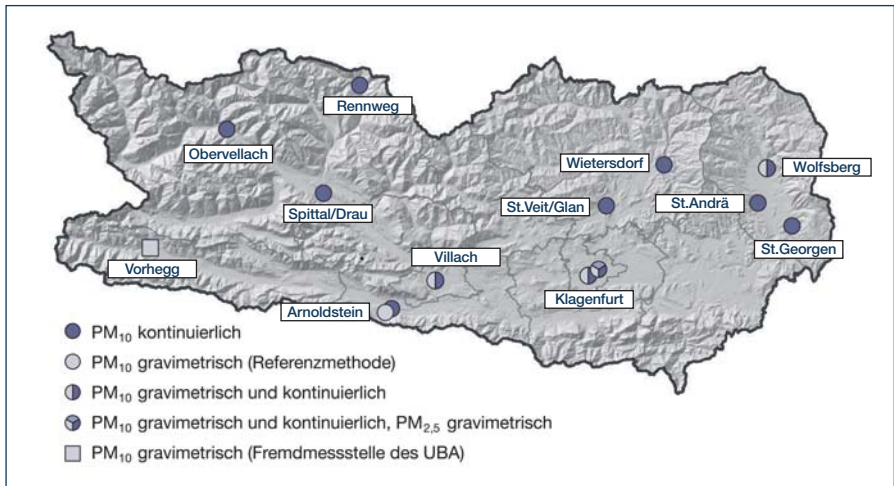 Rennweg
Obervellach
Wietersdorf
Wolfsberg
Spittal/Drau
St.Veit/Glan
St.Andrä
St.Georgen
Vorhegg
Villach
Klagenfurt
Arnoldstein
PM10 kontinuierlich
PM10 gravimetrisch (Referenzmethode)
PM10 gravimetrisch und kontinuierlich
PM10 gravimetrisch und kontinuierlich, PM2,5 gravimetrisch
PM10 gravimetrisch (Fremdmessstelle des UBA)